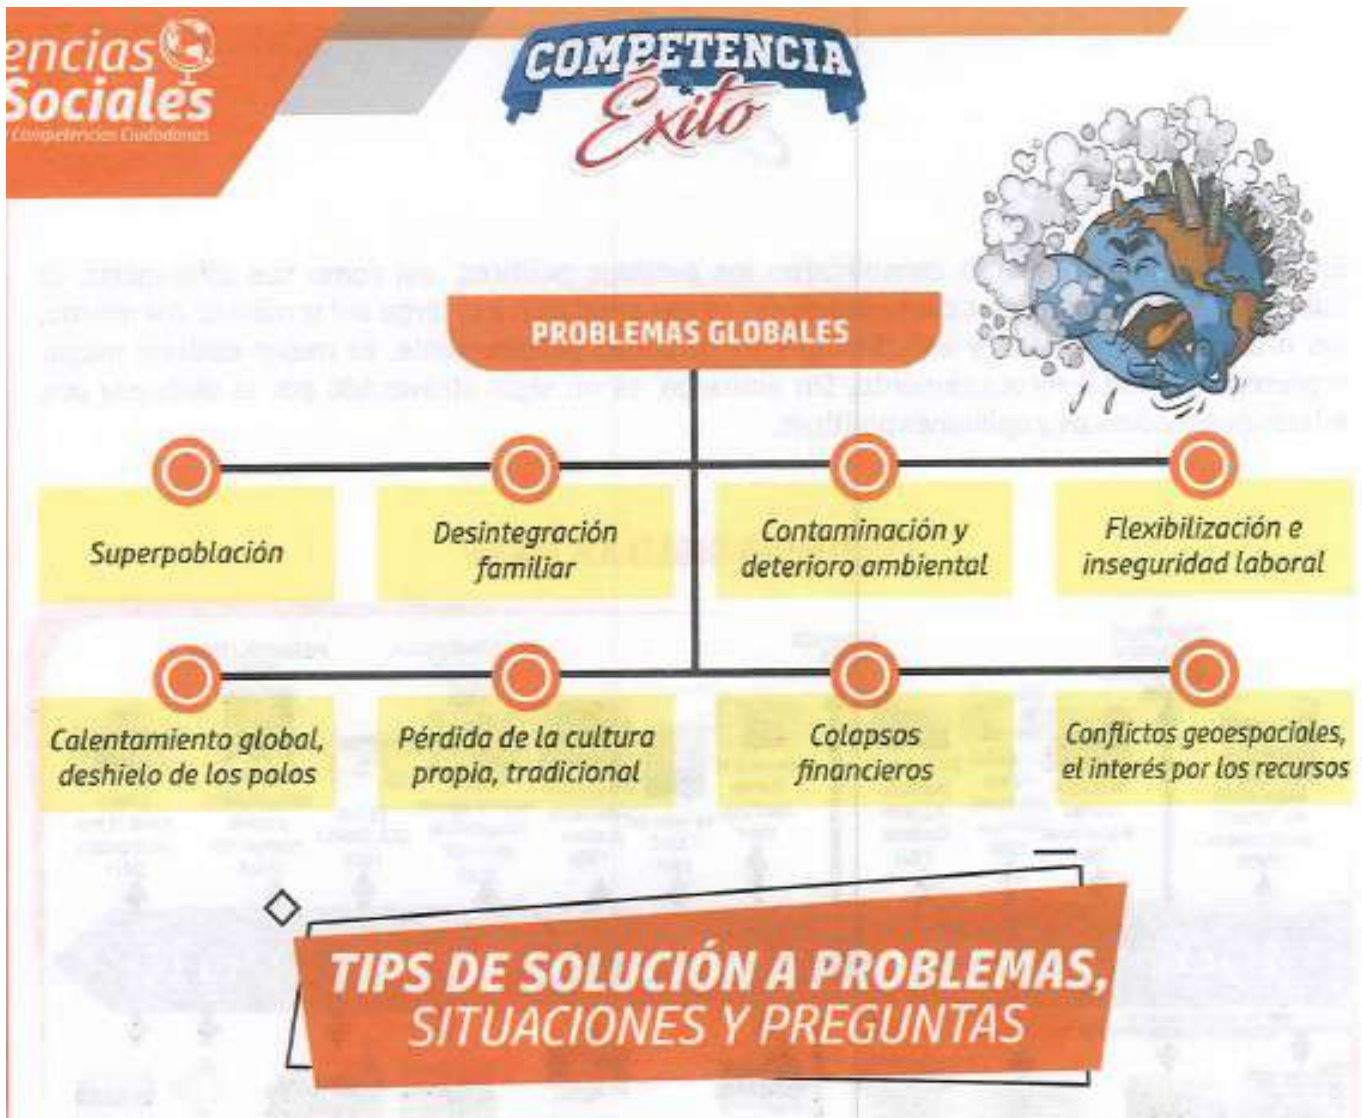 encias
Sociales
y Competencias Ciudadanas
COMPETENCIA
Éxito
PROBLEMAS GLOBALES
Superpoblación
Desintegración
familiar
Contaminación y
deterioro ambiental
Flexibilización e
inseguridad laboral
Calentamiento global,
deshielo de los polos
Pérdida de la cultura
propia, tradicional
Colapsos
financieros
Conflictos geoespaciales,
el interés por los recursos
TIPS DE SOLUCIÓN A PROBLEMAS,
SITUACIONES Y PREGUNTAS